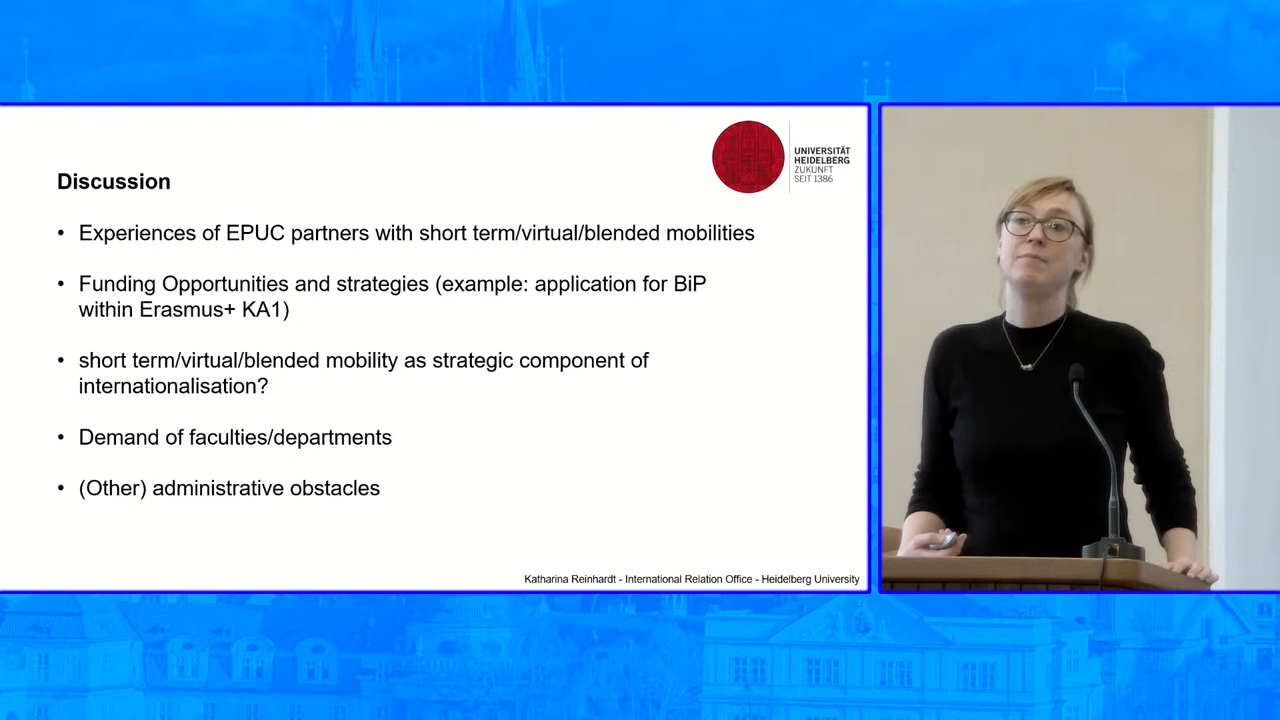 UNIVERSITÄT
HEIDELBERG
ZUKUNFT
SEIT 1386
Discussion
• Experiences of EPUC partners with short term/virtual/blended mobilities
• Funding Opportunities and strategies (example: application for BiP
within Erasmus+ KA1)
• short term/virtual/blended mobility as strategic component of
internationalisation?
• Demand of faculties/departments
• (Other) administrative obstacles
Katharina Reinhardt - International Relation Office - Heidelberg University